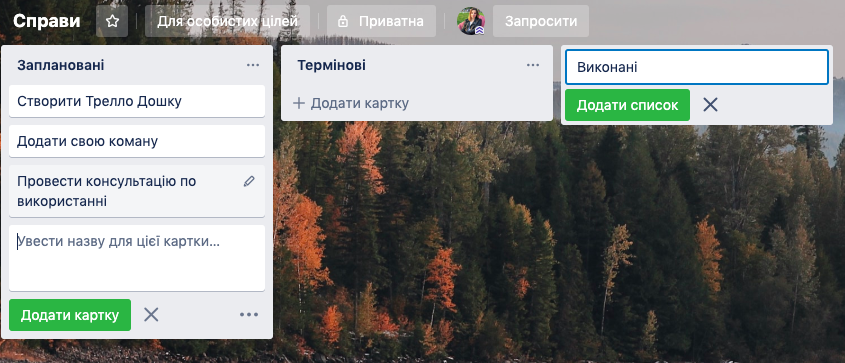 Справи
Для особистих цілей
Приватна
Запросити
Заплановані
Створити Трелло Дошку
Додати свою коману
Провести консультацію по
використанні
Увести назву для цієї картки...
Додати картку
Термінові
Додати картку
Виконані
Додати список